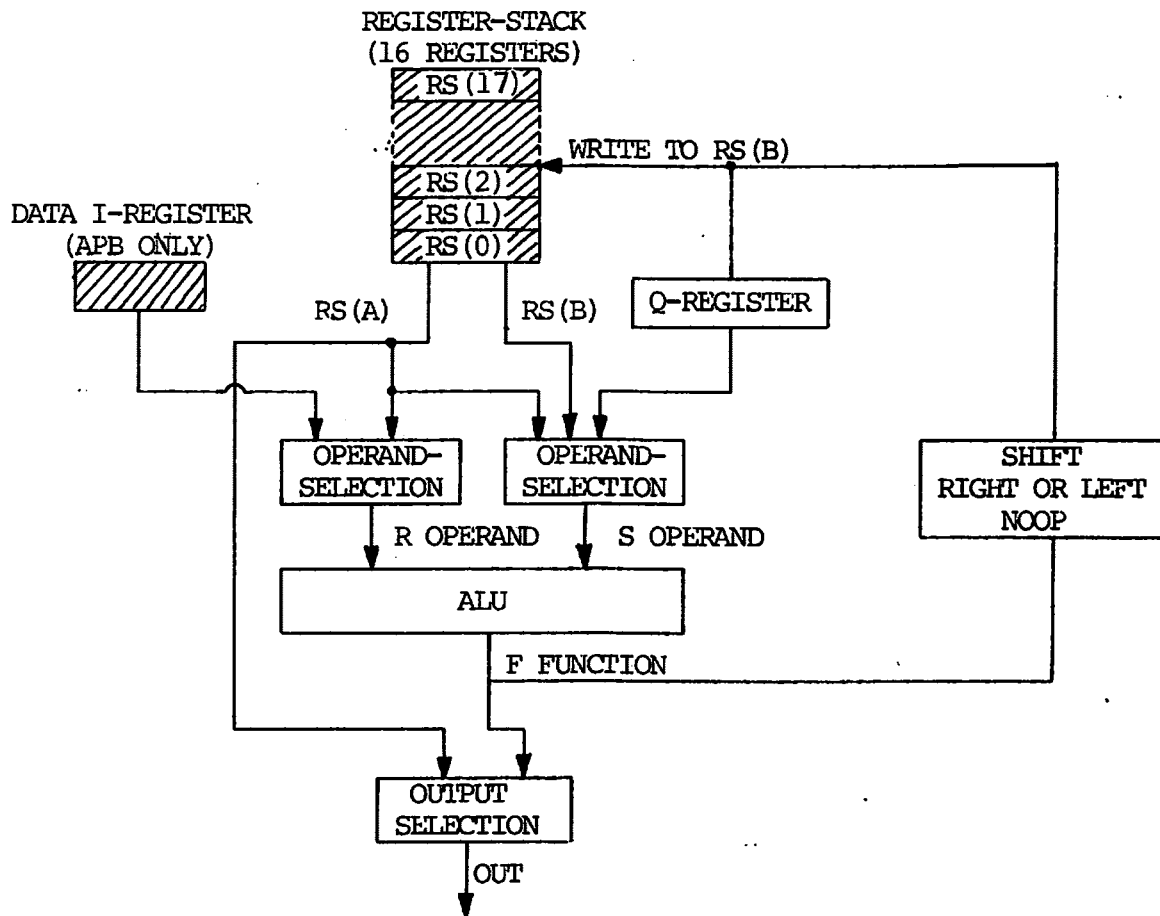 REGISTER-STACK
(16 REGISTERS)
RS(17)
WRITE TO RS(B)
RS(2)
DATA I-REGISTER
(APB ONLY)
RS(1)
RS(0)
RS(A)
RS(B)
Q-REGISTER
OPERAND-
SELECTION
OPERAND-
SELECTION
SHIFT
RIGHT OR LEFT
NOOP
R OPERAND
S OPERAND
ALU
F FUNCTION
OUTPUT
SELECTION
OUT